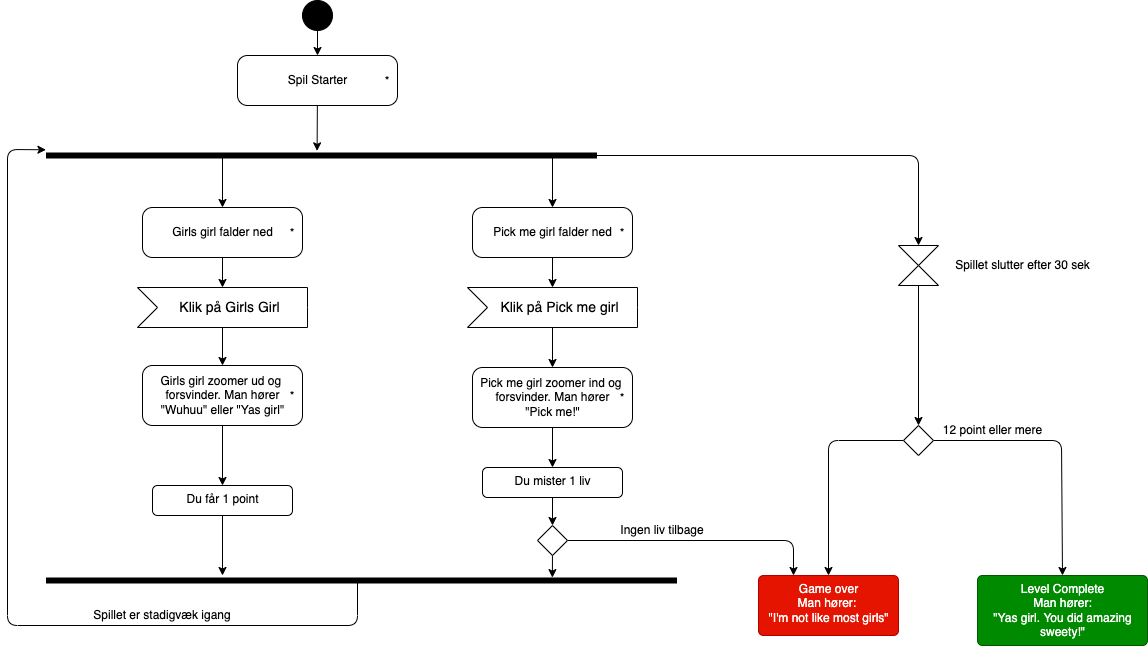 Spil Starter *
Girls girl falder ned *
Pick me girl falder ned *
Spillet slutter efter 30 sek
Klik på Girls Girl
Klik på Pick me girl
Girls girl zoomer ud og
forsvinder. Man hører *
"Wuhuu" eller "Yas girl"
Pick me girl zoomer ind og
forsvinder. Man hører *
"Pick me!"
12 point eller mere
Du mister 1 liv
Du får 1 point
Ingen liv tilbage
Game over
Man hører:
"I'm not like most girls"
Level Complete
Man hører:
"Yas girl. You did amazing
sweety!"
Spillet er stadigvæk igang